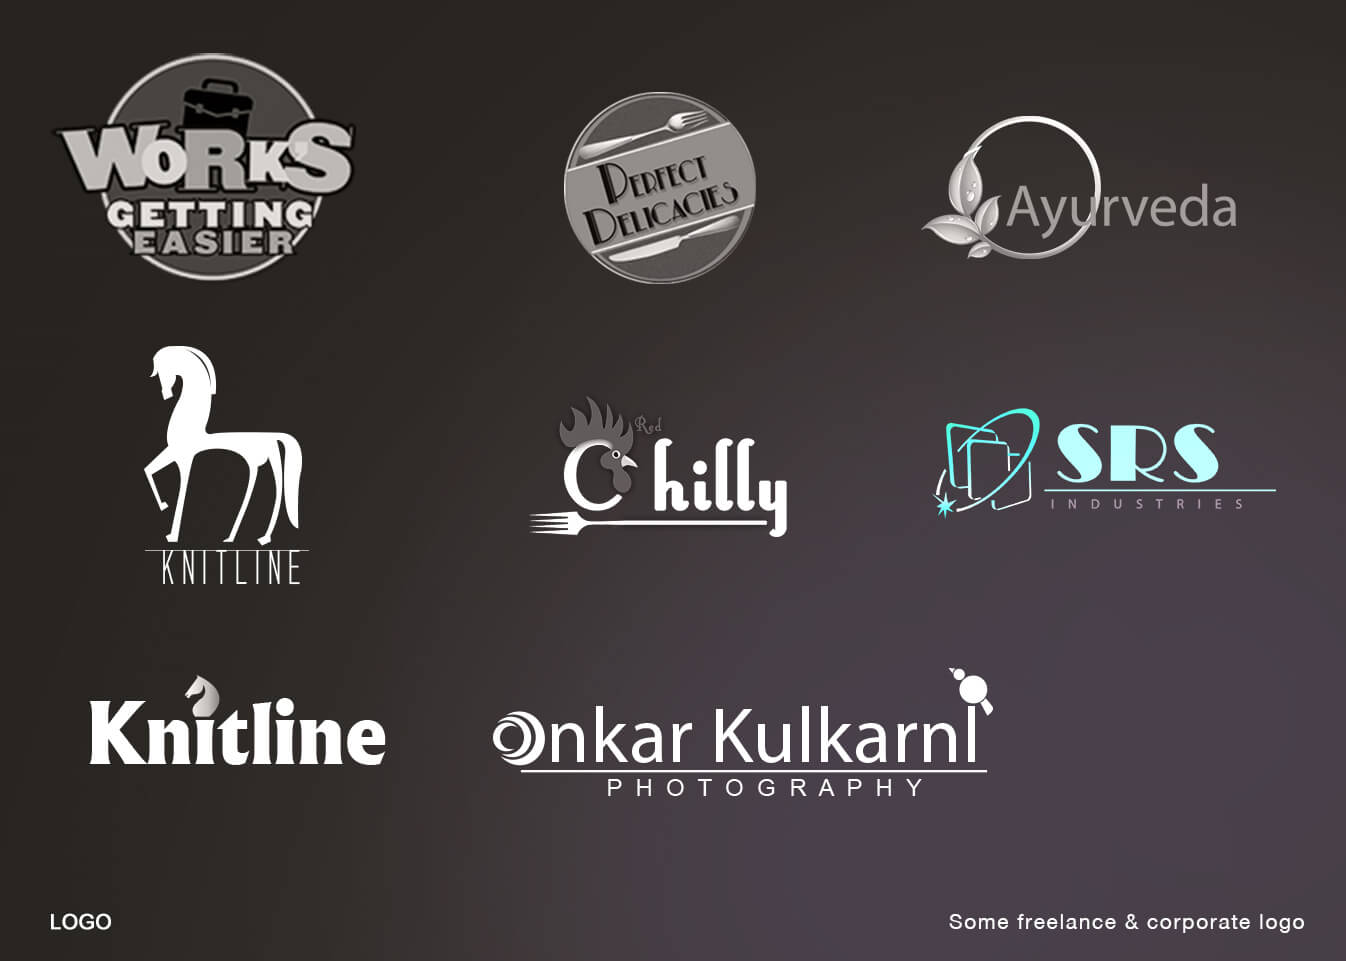 WORK'S
GETTING
EASIER
PERFECT
DELICACIES
Ayurveda
KNITLINE
Red
Chilly
SRS
INDUSTRIES
Knitline
Onkar Kulkarni
PHOTOGRAPHY
LOGO
Some freelance & corporate logo